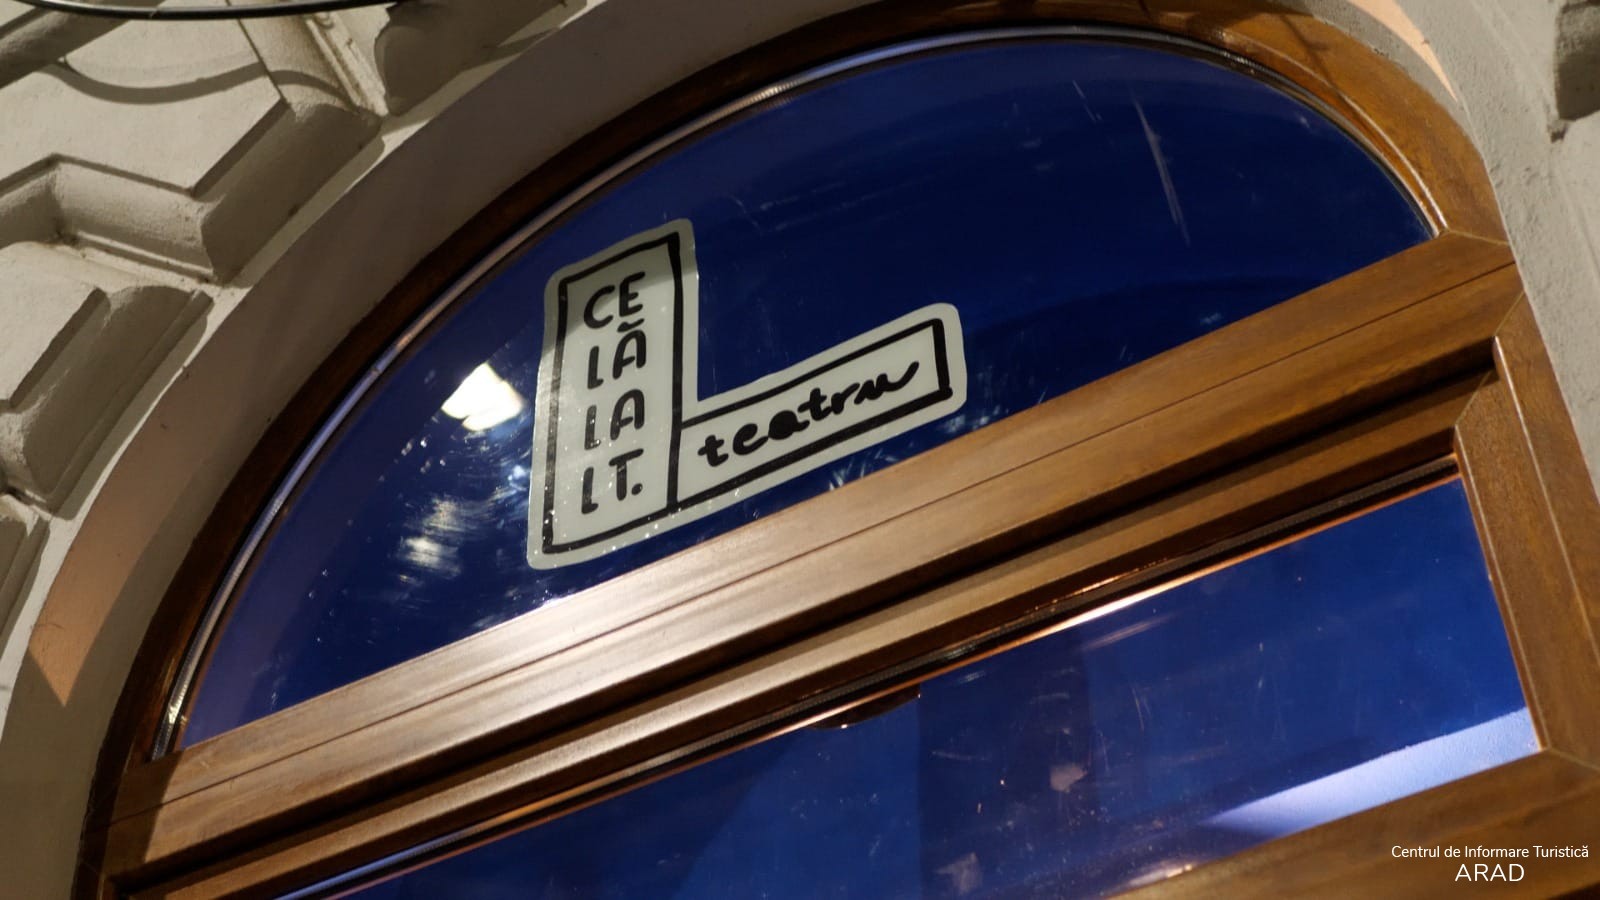 CE
LĂ
LA
LT.
teatru
Centrul de Informare Turistică
ARAD